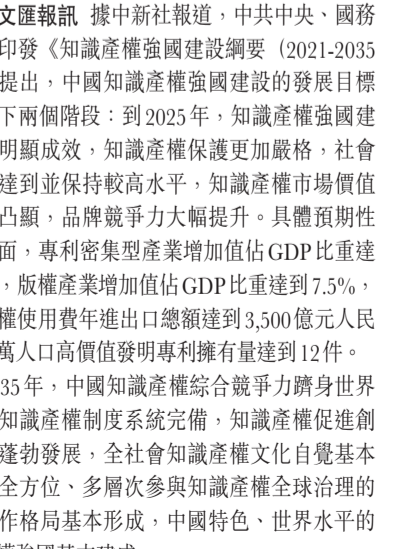 文匯報訊 據中新社報道，中共中央、國務
印發《知識產權強國建設綱要（2021-2035
提出，中國知識產權強國建設的發展目標
下兩個階段：到2025年，知識產權強國建
明顯成效，知識產權保護更加嚴格，社會
達到並保持較高水平，知識產權市場價值
凸顯，品牌競爭力大幅提升。具體預期性
面，專利密集型產業增加值佔GDP比重達
，版權產業增加值佔GDP比重達到7.5%，
權使用費年進出口總額達到3,500億元人民
萬人口高價值發明專利擁有量達到12件。
35年，中國知識產權綜合競爭力躋身世界
知識產權制度系統完備，知識產權促進創
蓬勃發展，全社會知識產權文化自覺基本
全方位、多層次參與知識產權全球治理的
作格局基本形成，中國特色、世界水平的